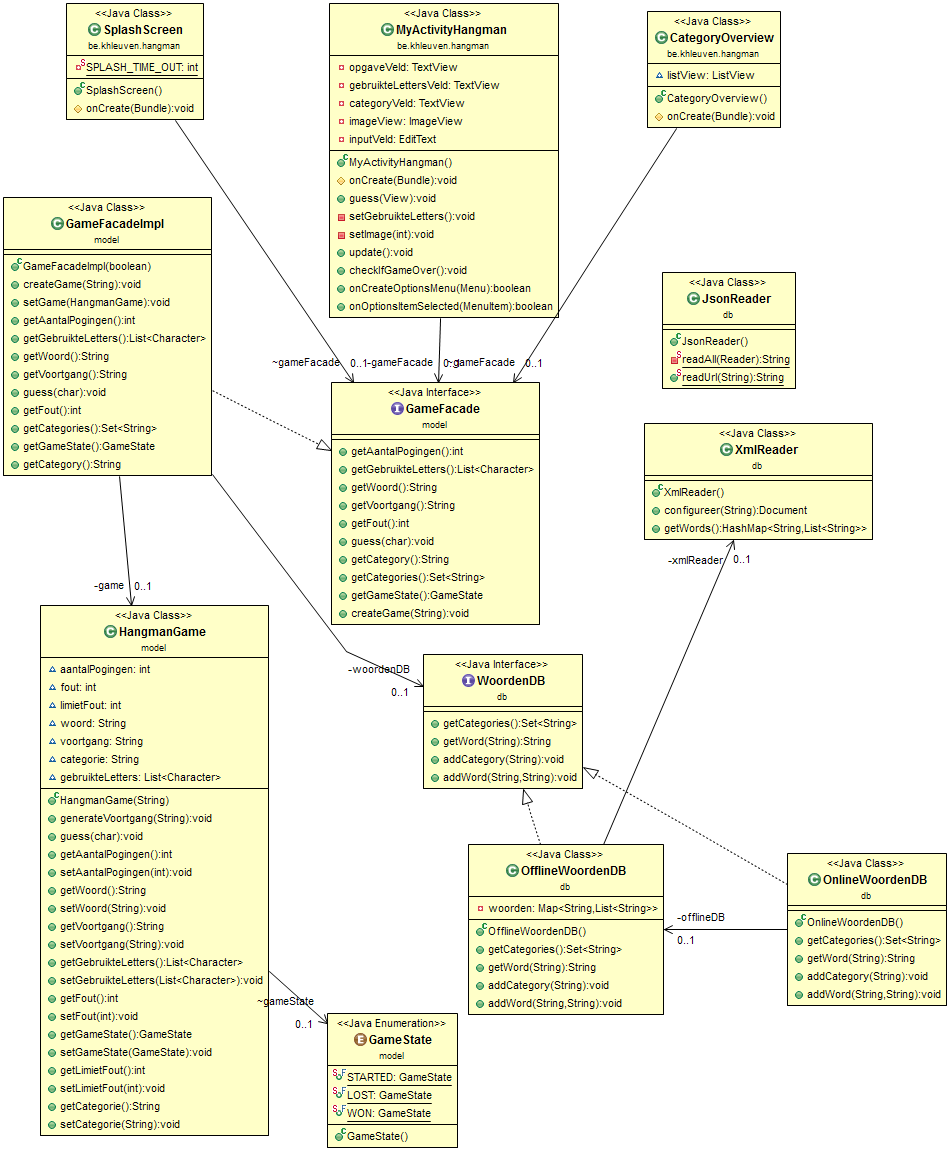 <<Java Class>>
SplashScreen
be.khleuven.hangman
SPLASH_TIME_OUT: int
SplashScreen()
onCreate(Bundle):void
<<Java Class>>
MyActivityHangman
be.khleuven.hangman
opgaveVeld: TextView
gebruikteLettersVeld: TextView
categoryVeld: TextView
imageView: ImageView
inputVeld: EditText
MyActivityHangman()
onCreate(Bundle):void
guess(View):void
setGebruikteLetters():void
setImage(int):void
update():void
checkIfGameOver():void
onCreateOptionsMenu(Menu):boolean
onOptionsItemSelected(MenuItem):boolean
<<Java Class>>
CategoryOverview
be.khleuven.hangman
listView: ListView
CategoryOverview()
onCreate(Bundle):void
<<Java Class>>
GameFacadeImpl
model
GameFacadeImpl(boolean)
createGame(String):void
setGame(HangmanGame):void
getAantalPogingen():int
getGebruikteLetters():List<Character>
getWoord():String
getVoortgang():String
guess(char):void
getFout():int
getCategories():Set<String>
getGameState():GameState
getCategory():String
<<Java Class>>
JsonReader
db
JsonReader()
readAll(Reader):String
readUrl(String):String
~gameFacade 0..1
-gameFacade
~gameFacade 0..1
<<Java Interface>>
GameFacade
model
getAantalPogingen():int
getGebruikteLetters():List<Character>
getWoord():String
getVoortgang():String
getFout():int
guess(char):void
getCategory():String
getCategories():Set<String>
getGameState():GameState
createGame(String):void
<<Java Class>>
XmlReader
db
XmlReader()
configureer(String):Document
getWords():HashMap<String,List<String>>
-xmlReader 0..1
-game 0..1
<<Java Class>>
HangmanGame
model
aantalPogingen: int
fout: int
limietFout: int
woord: String
voortgang: String
categorie: String
gebruikteLetters: List<Character>
HangmanGame(String)
generateVoortgang(String):void
guess(char):void
getAantalPogingen():int
setAantalPogingen(int):void
getWoord():String
setWoord(String):void
getVoortgang():String
setVoortgang(String):void
getGebruikteLetters():List<Character>
setGebruikteLetters(List<Character>):void
getFout():int
setFout(int):void
getGameState():GameState
setGameState(GameState):void
getLimietFout():int
setLimietFout(int):void
getCategorie():String
setCategorie(String):void
-woordenDB
0..1
<<Java Interface>>
WoordenDB
db
getCategories():Set<String>
getWord(String):String
addCategory(String):void
addWord(String,String):void
<<Java Class>>
OfflineWoordenDB
db
woorden: Map<String,List<String>>
OfflineWoordenDB()
getCategories():Set<String>
getWord(String):String
addCategory(String):void
addWord(String,String):void
-offlineDB
0..1
<<Java Class>>
OnlineWoordenDB
db
OnlineWoordenDB()
getCategories():Set<String>
getWord(String):String
addCategory(String):void
addWord(String,String):void
~gameState
0..1
<<Java Enumeration>>
GameState
model
STARTED: GameState
LOST: GameState
WON: GameState
GameState()